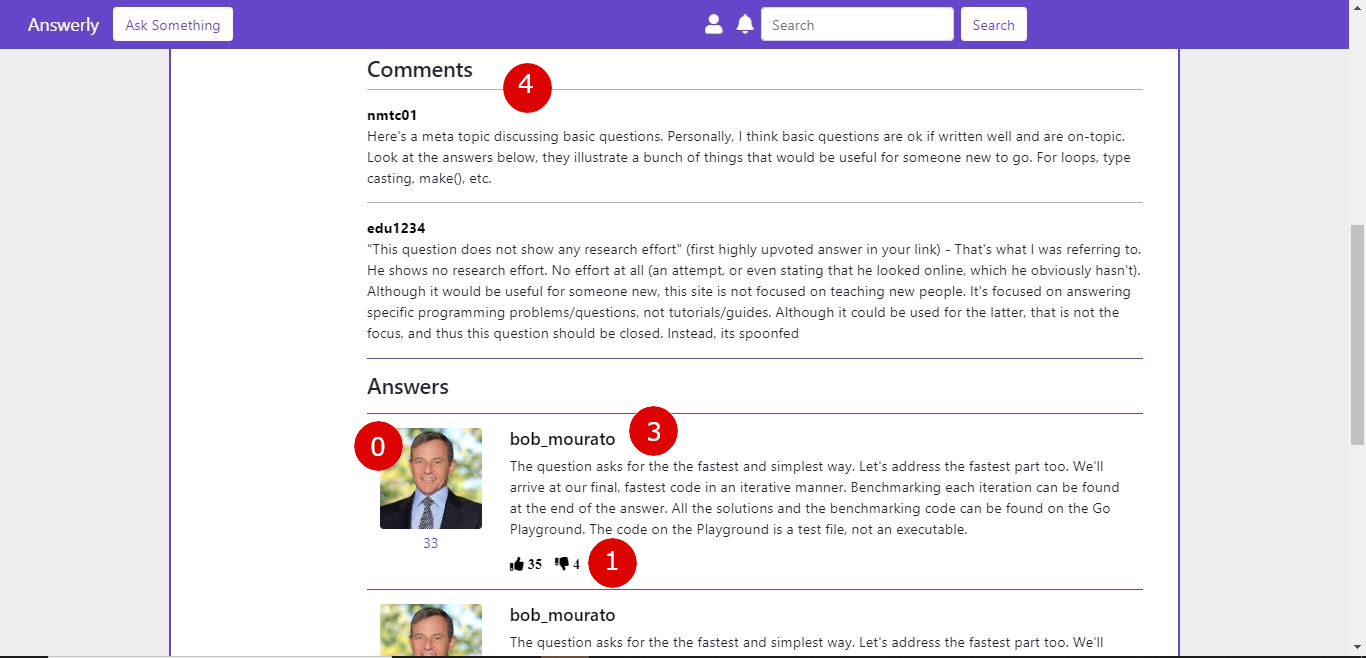 Answerly Ask Something Search Search
Comments
4
nmtc01
Here's a meta topic discussing basic questions. Personally, I think basic questions are ok if written well and are on-topic.
Look at the answers below, they illustrate a bunch of things that would be useful for someone new to go. For loops, type
casting, make(), etc.
edu1234
"This question does not show any research effort" (first highly upvoted answer in your link) - That's what I was referring to.
He shows no research effort. No effort at all (an attempt, or even stating that he looked online, which he obviously hasn't).
Although it would be useful for someone new, this site is not focused on teaching new people. It's focused on answering
specific programming problems/questions, not tutorials/guides. Although it could be used for the latter, that is not the
focus, and thus this question should be closed. Instead, its spoonfed
Answers
0
bob_mourato 3
The question asks for the the fastest and simplest way. Let's address the fastest part too. We'll
arrive at our final, fastest code in an iterative manner. Benchmarking each iteration can be found
at the end of the answer. All the solutions and the benchmarking code can be found on the Go
Playground. The code on the Playground is a test file, not an executable.
33
35 4 1
bob_mourato
The question asks for the the fastest and simplest way. Let's address the fastest part too. We'll